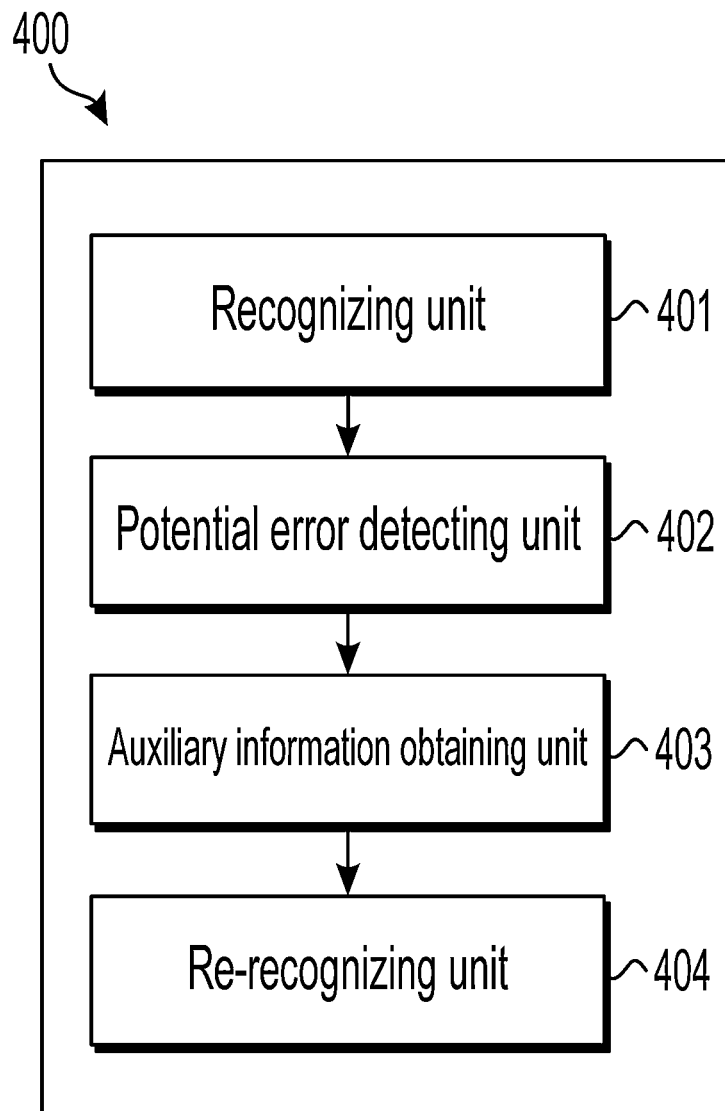 400
Recognizing unit
401
Potential error detecting unit
402
Auxiliary information obtaining unit
403
Re-recognizing unit
404